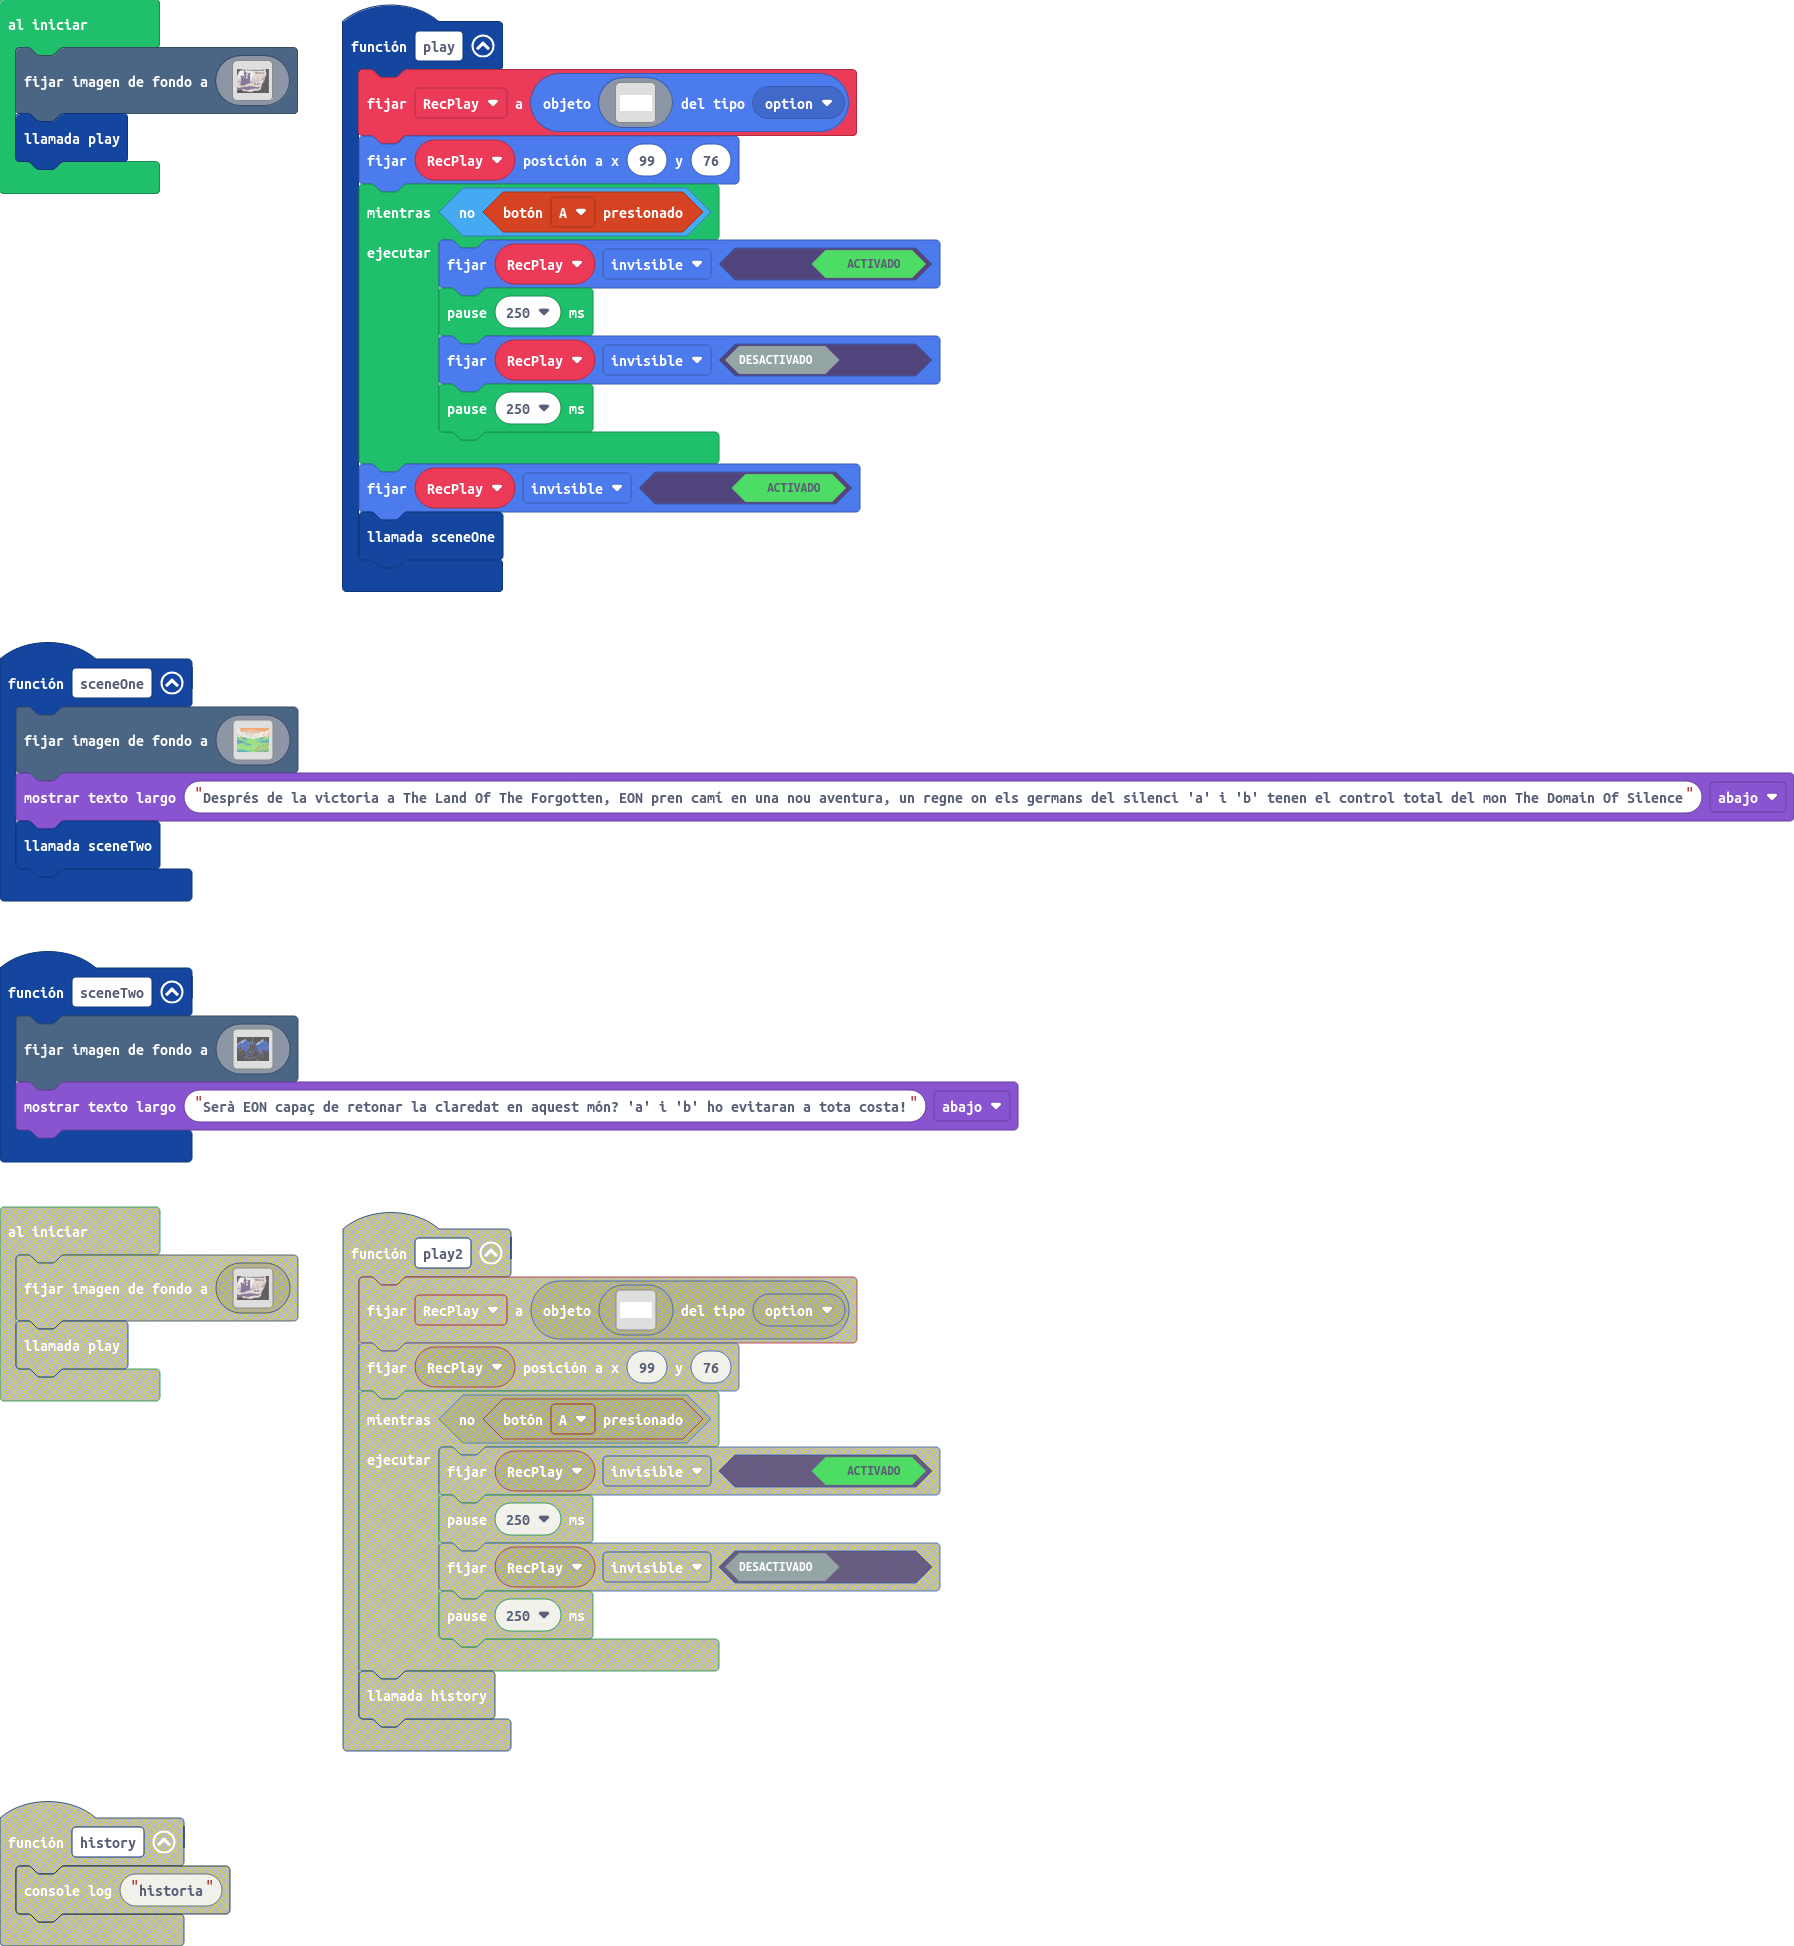 al iniciar
fijar imagen de fondo a
llamada play
función play
fijar RecPlay a objeto del tipo option
fijar RecPlay posición a x 99 y 76
mientras no botón A presionado
ejecutar
fijar RecPlay invisible ACTIVADO
pause 250 ms
fijar RecPlay invisible DESACTIVADO
pause 250 ms
fijar RecPlay invisible ACTIVADO
llamada sceneOne
función sceneOne
fijar imagen de fondo a
mostrar texto largo "Després de la victoria a The Land Of The Forgotten, EON pren camí en una nou aventura, un regne on els germans del silenci 'a' i 'b' tenen el control total del mon The Domain Of Silence" abajo
llamada sceneTwo
función sceneTwo
fijar imagen de fondo a
mostrar texto largo "Serà EON capaç de retonar la claredat en aquest món? 'a' i 'b' ho evitaran a tota costa!" abajo
al iniciar
fijar imagen de fondo a
llamada play
función play2
fijar RecPlay a objeto del tipo option
fijar RecPlay posición a x 99 y 76
mientras no botón A presionado
ejecutar
fijar RecPlay invisible ACTIVADO
pause 250 ms
fijar RecPlay invisible DESACTIVADO
pause 250 ms
llamada history
función history
console log "historia"